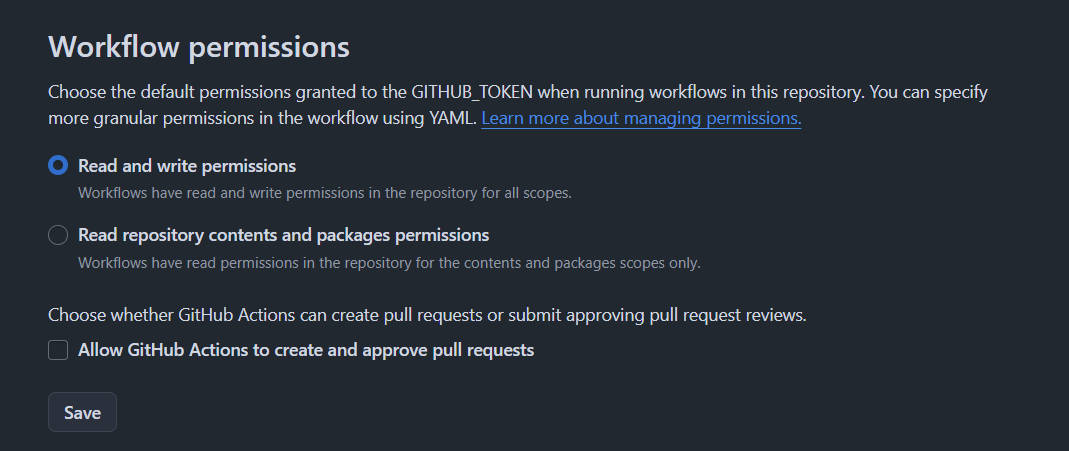 Workflow permissions
Choose the default permissions granted to the GITHUB_TOKEN when running workflows in this repository. You can specify
more granular permissions in the workflow using YAML. Learn more about managing permissions.
Read and write permissions
Workflows have read and write permissions in the repository for all scopes.
Read repository contents and packages permissions
Workflows have read permissions in the repository for the contents and packages scopes only.
Choose whether GitHub Actions can create pull requests or submit approving pull request reviews.
Allow GitHub Actions to create and approve pull requests
Save